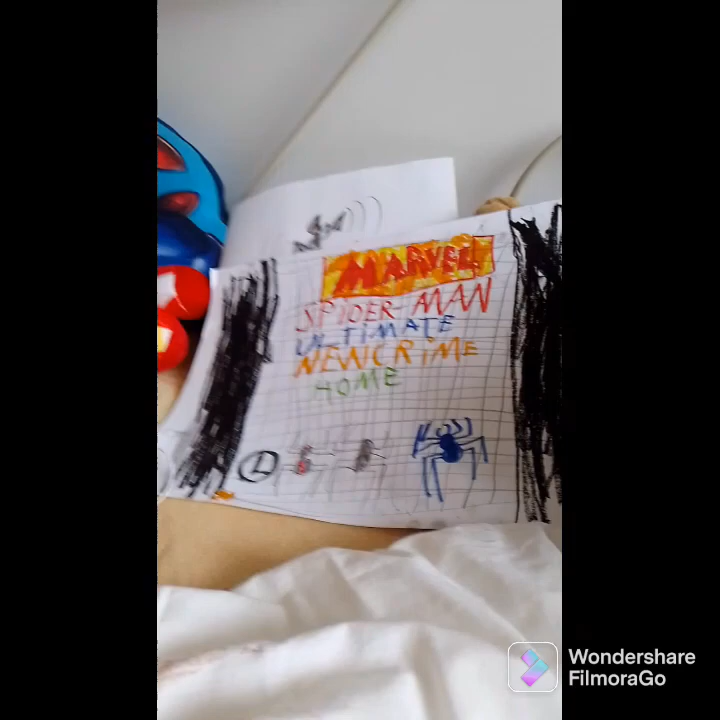 MARVEL
SPIDER-MAN
ULTIMATE
NEWCRIME
HOME
L
Wondershare
FilmoraGo